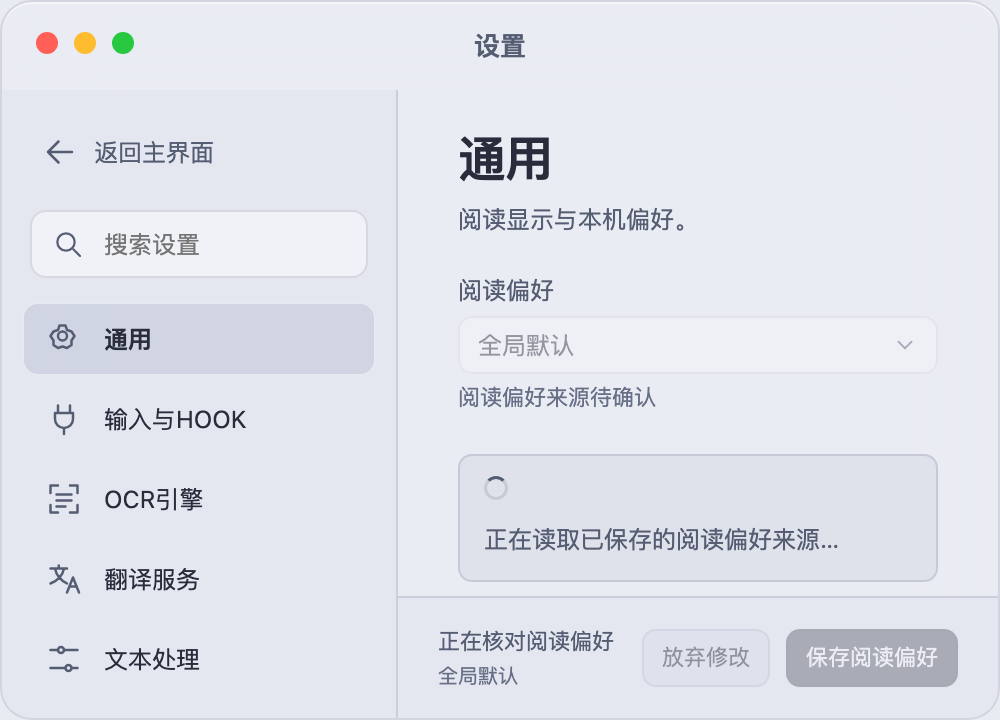 设置
返回主界面
搜索设置
通用
输入与HOOK
OCR引擎
翻译服务
文本处理
通用
阅读显示与本机偏好。
阅读偏好
全局默认
阅读偏好来源待确认
正在读取已保存的阅读偏好来源...
正在核对阅读偏好
全局默认
放弃修改
保存阅读偏好